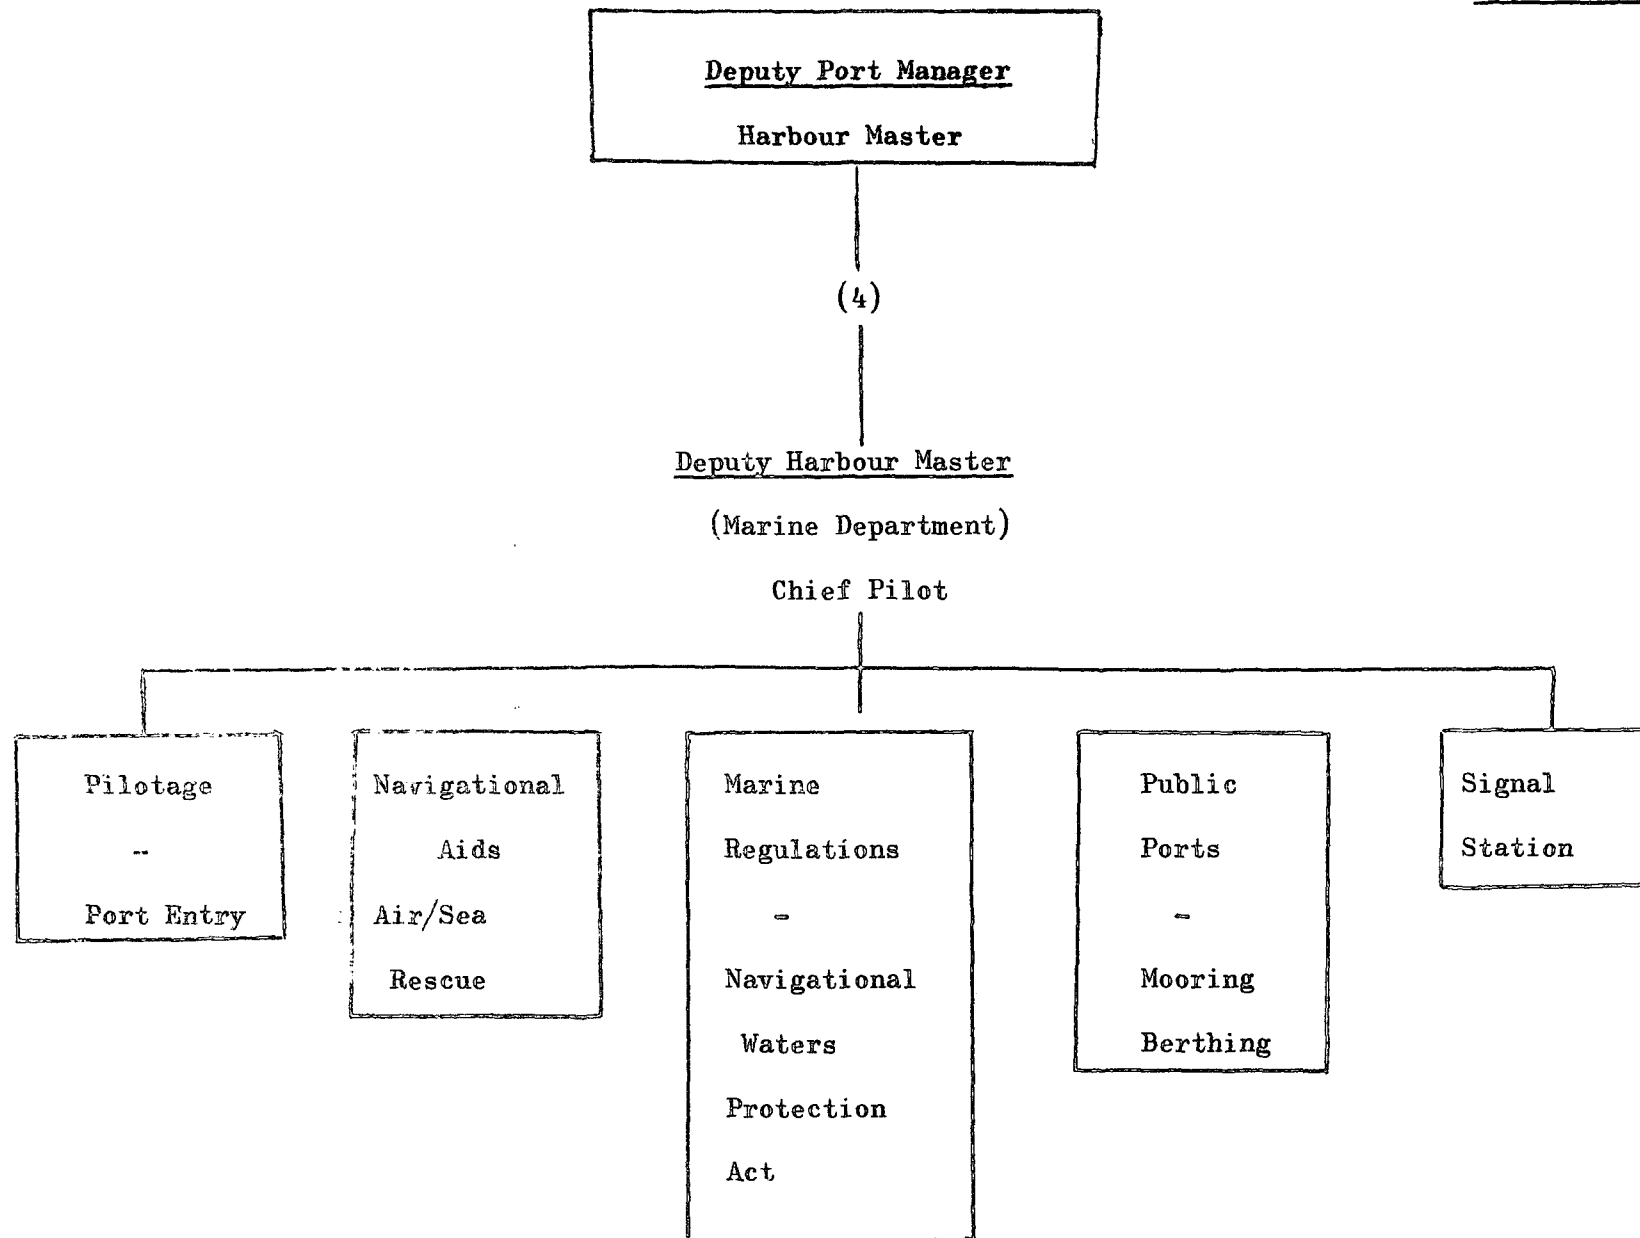 Deputy Port Manager
Harbour Master
(4)
Deputy Harbour Master
(Marine Department)
Chief Pilot
Pilotage
--
Port Entry
Navigational
Aids
Air/Sea
Rescue
Marine
Regulations
-
Navigational
Waters
Protection
Act
Public
Ports
-
Mooring
Berthing
Signal
Station